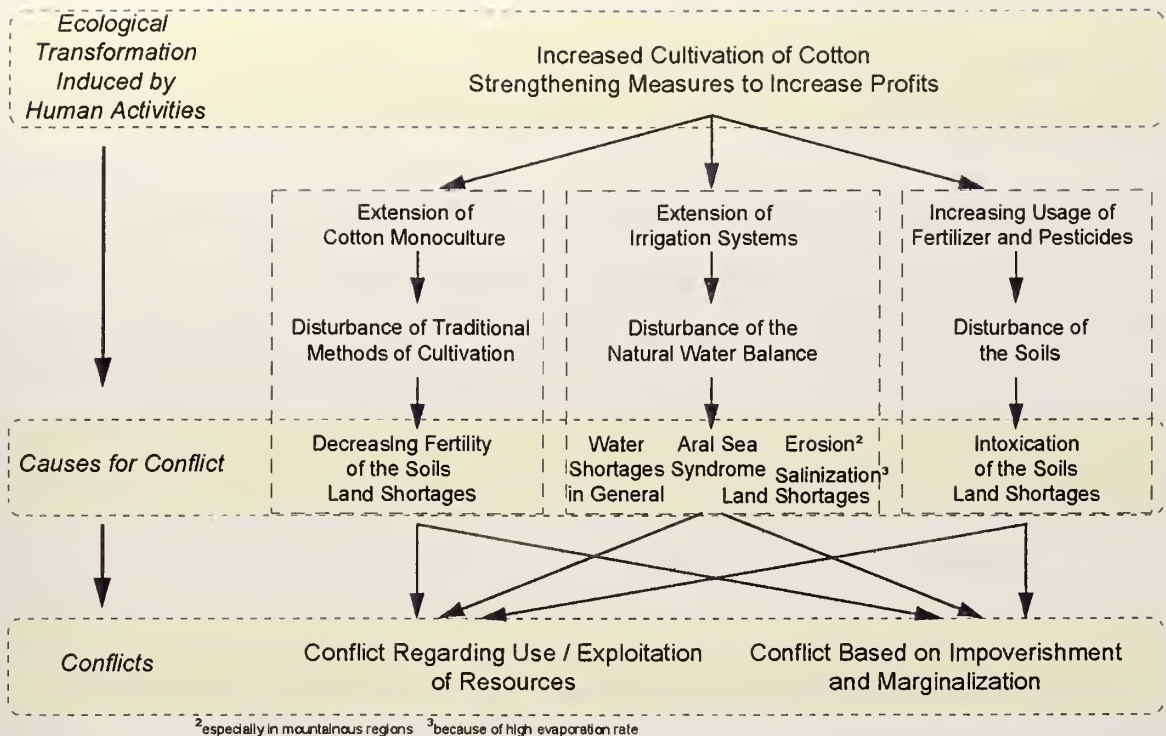 Ecological
Transformation
Induced by
Human Activities
Increased Cultivation of Cotton
Strengthening Measures to Increase Profits
Extension of
Cotton Monoculture
Extension of
Irrigation Systems
Increasing Usage of
Fertilizer and Pesticides
Disturbance of Traditional
Methods of Cultivation
Disturbance of the
Natural Water Balance
Disturbance of
the Soils
Causes for Conflict
Decreasing Fertility
of the Soils
Land Shortages
Water
Shortages
in General
Aral Sea
Syndrome
Erosion²
Salinization³
Land Shortages
Intoxication
of the Soils
Land Shortages
Conflicts
Conflict Regarding Use / Exploitation
of Resources
Conflict Based on Impoverishment
and Marginalization
²especially in mountainous regions ³because of high evaporation rate